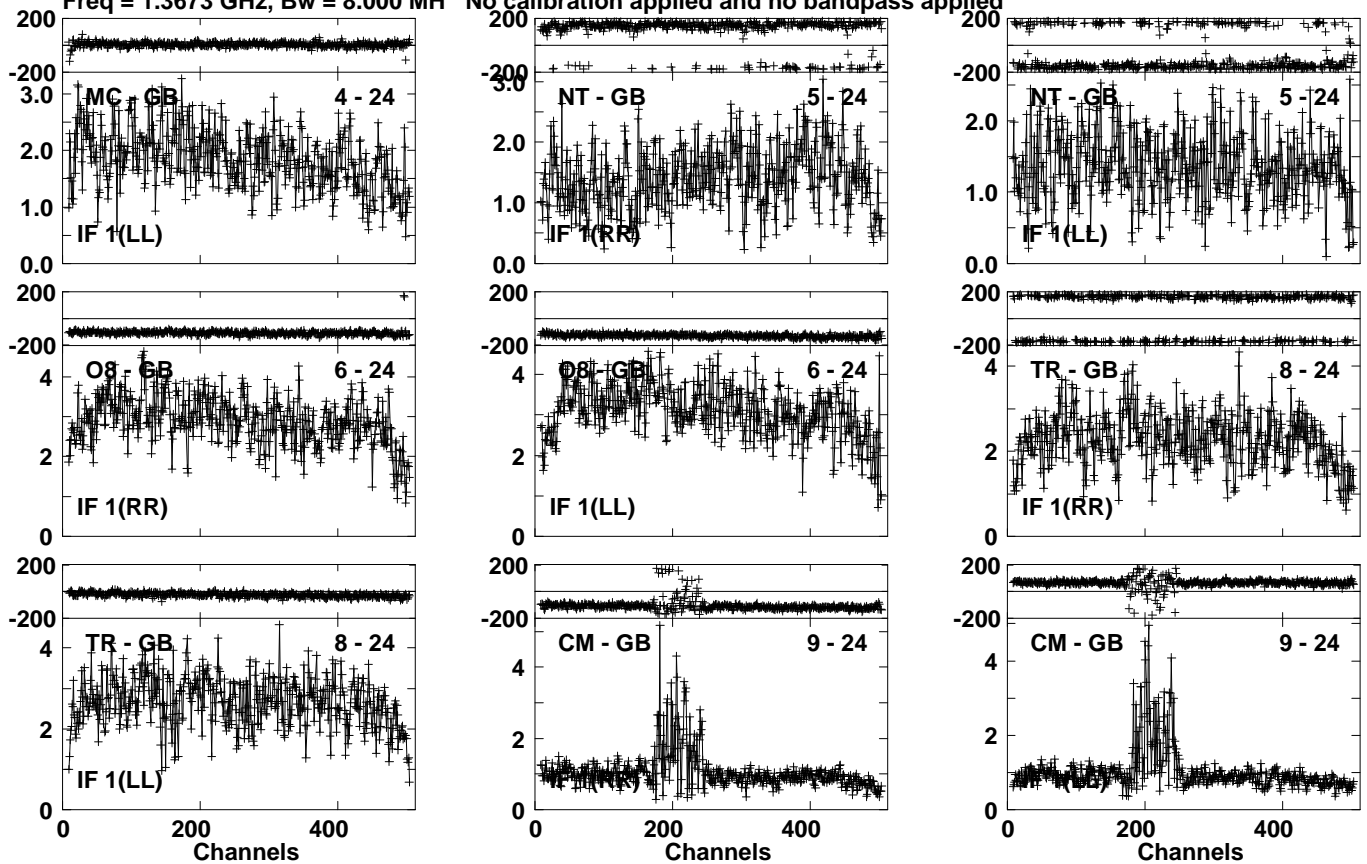 Freq = 1.3673 GHz, Bw = 8.000 MH No calibration applied and no bandpass applied
200
-200
3.0
2.0
1.0
0.0
MC - GB 4 - 24
IF 1(LL)
200
-200
3.0
2.0
1.0
0.0
NT - GB 5 - 24
IF 1(RR)
200
-200
2.0
1.0
0.0
NT - GB 5 - 24
IF 1(LL)
200
-200
4
2
0
O8 - GB 6 - 24
IF 1(RR)
200
-200
4
2
0
O8 - GB 6 - 24
IF 1(LL)
200
-200
4
2
0
TR - GB 8 - 24
IF 1(RR)
200
-200
4
2
0
TR - GB 8 - 24
IF 1(LL)
0 200 400
Channels
200
-200
4
2
0
CM - GB 9 - 24
IF 1(RR)
0 200 400
Channels
200
-200
4
2
0
CM - GB 9 - 24
IF 1(LL)
0 200 400
Channels